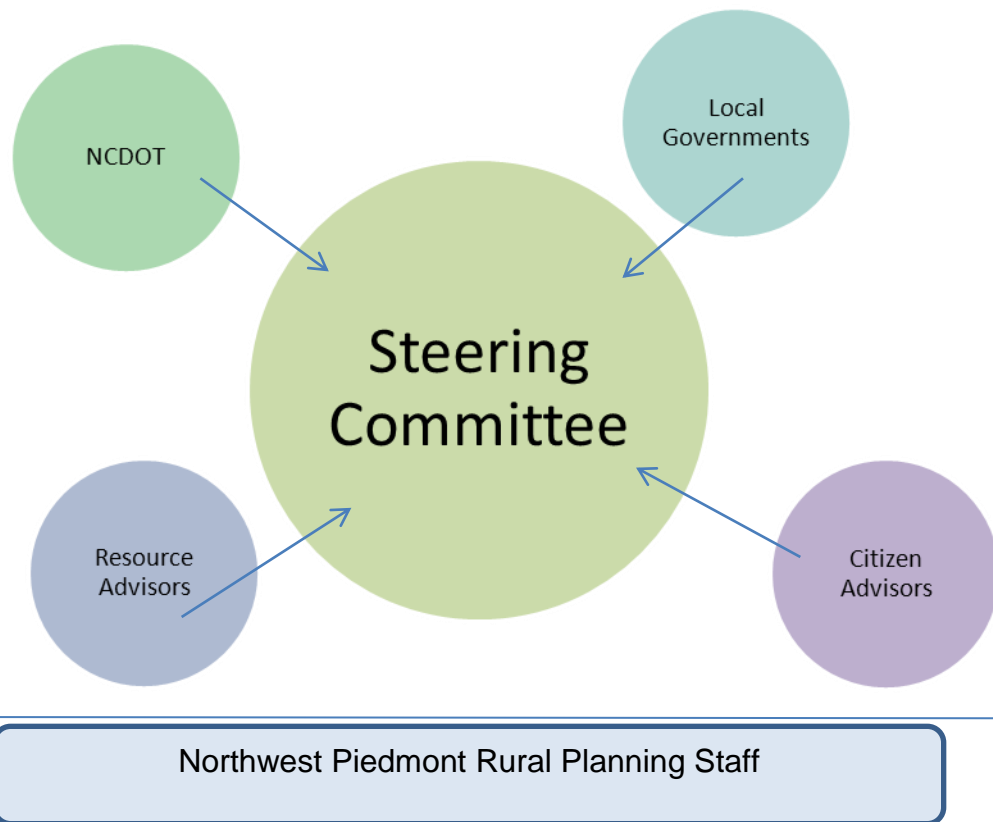 NCDOT
Local
Governments
Steering
Committee
Resource
Advisors
Citizen
Advisors
Northwest Piedmont Rural Planning Staff